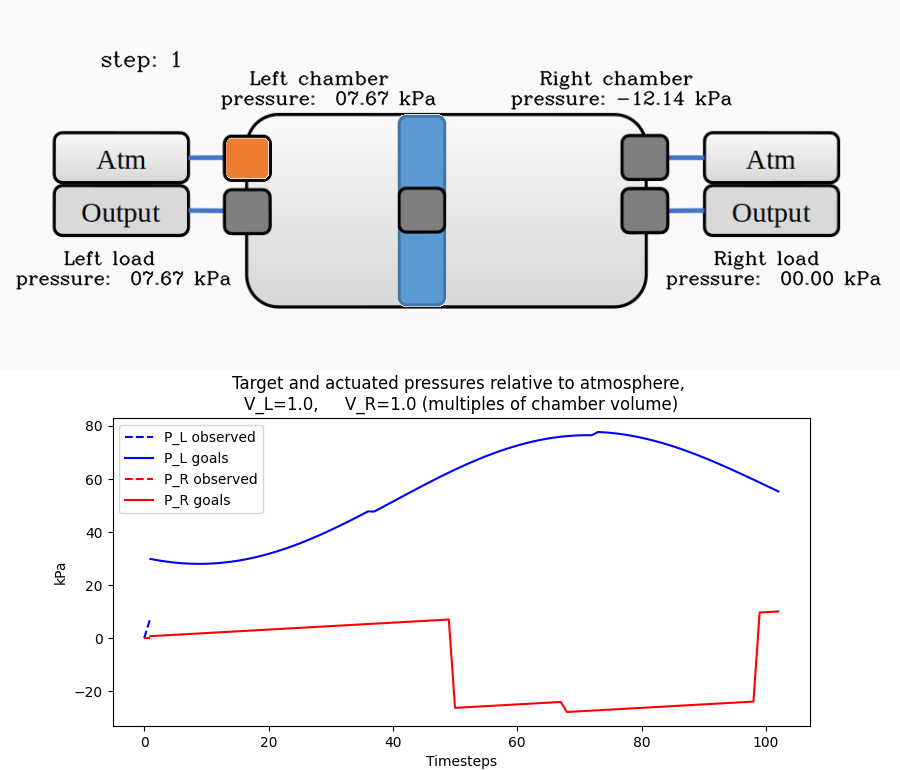 step: 1
Left chamber
pressure:  07.67 kPa
Right chamber
pressure: −12.14 kPa
Atm
Atm
Output
Output
Left load
pressure:  07.67 kPa
Right load
pressure:  00.00 kPa
Target and actuated pressures relative to atmosphere,
V_L=1.0,     V_R=1.0 (multiples of chamber volume)
P_L observed
P_L goals
P_R observed
P_R goals
80
60
40
20
0
−20
kPa
0 20 40 60 80 100
Timesteps